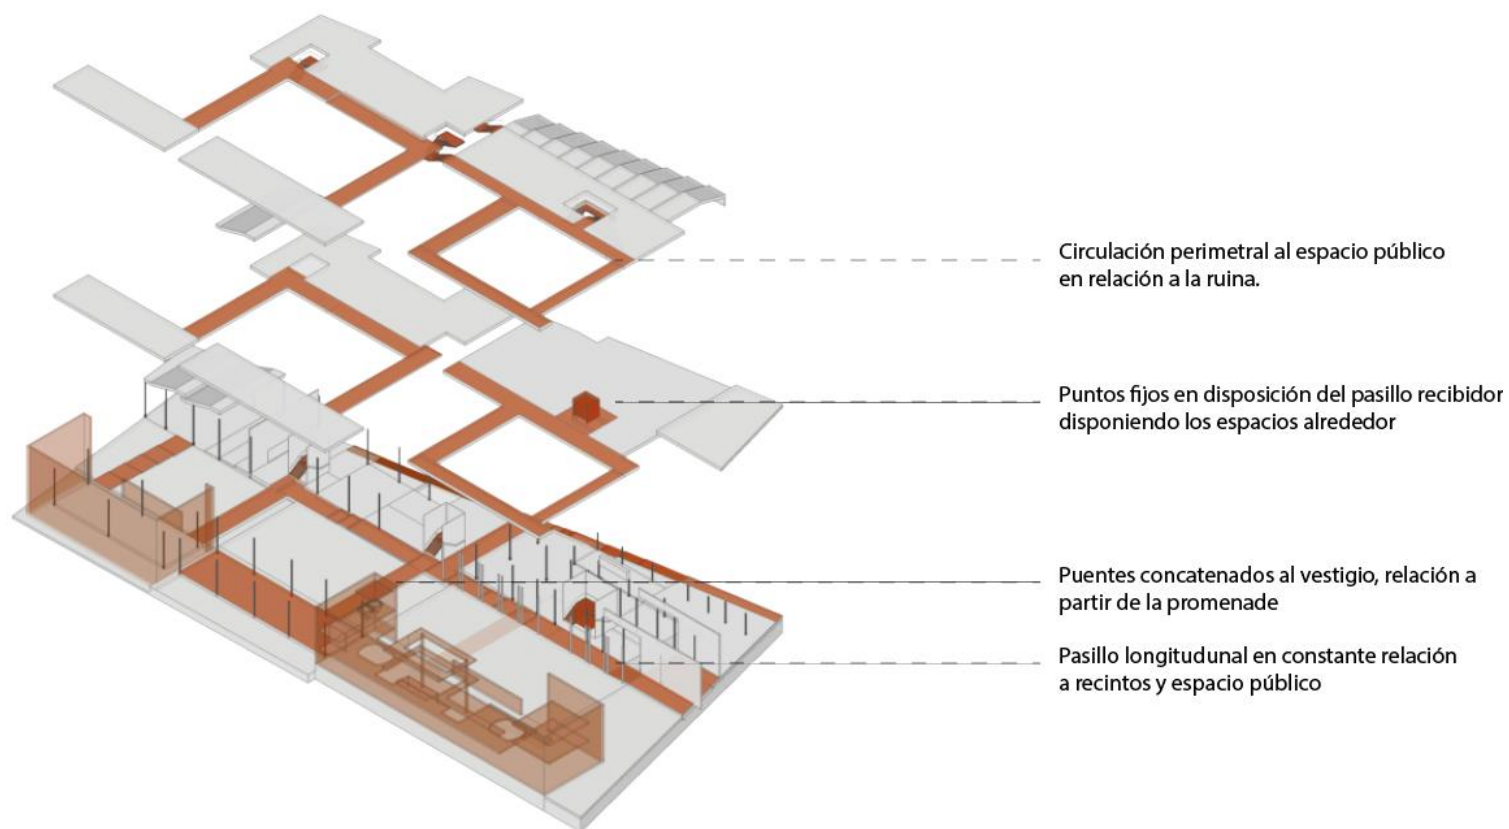 Circulación perimetral al espacio público
en relación a la ruina.
Puntos fijos en disposición del pasillo recibidor
disponiendo los espacios alrededor
Puentes concatenados al vestigio, relación a
partir de la promenade
Pasillo longitudunal en constante relación
a recintos y espacio público